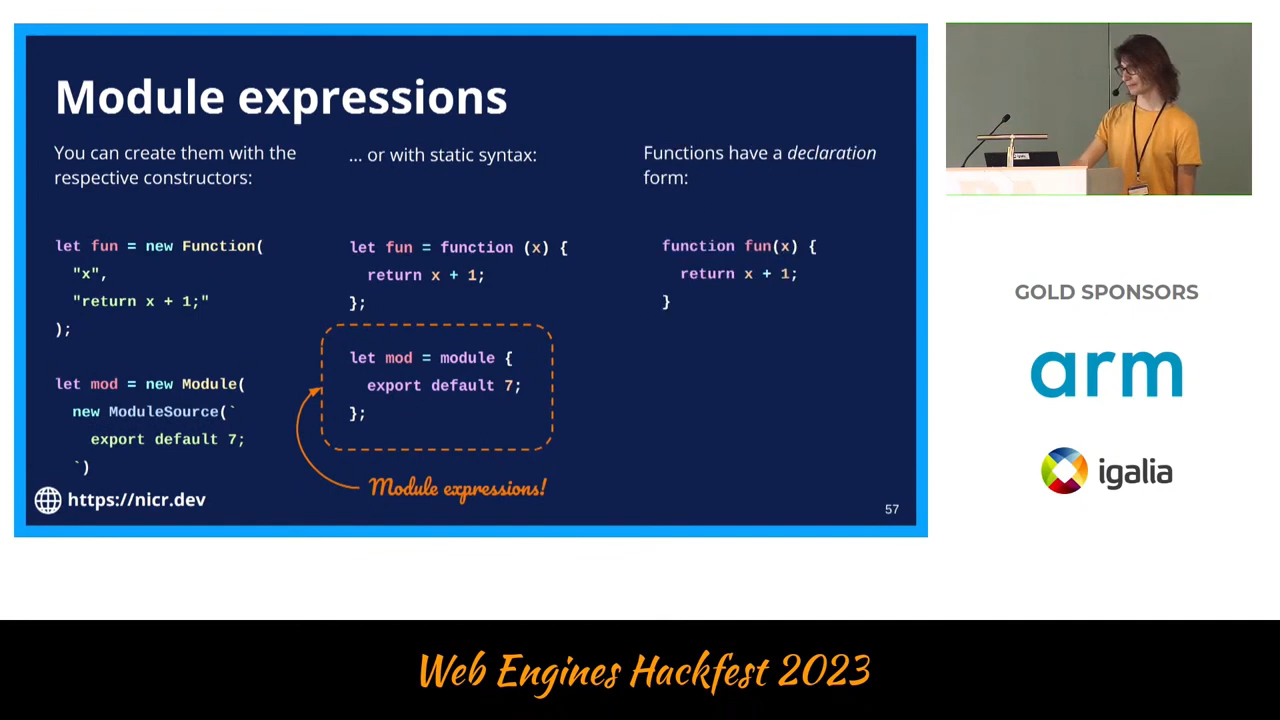 Module expressions
You can create them with the
respective constructors:
let fun = new Function(
"x",
"return x + 1;"
);
let mod = new Module(
new ModuleSource(`
export default 7;
`)
... or with static syntax:
let fun = function (x) {
return x + 1;
};
let mod = module {
export default 7;
};
Module expressions!
Functions have a declaration
form:
function fun(x) {
return x + 1;
}
https://nicr.dev
57
GOLD SPONSORS
arm
igalia
Web Engines Hackfest 2023